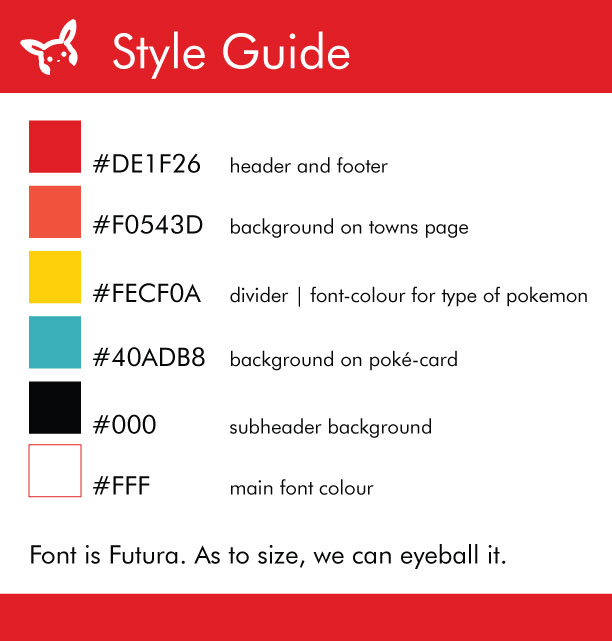 Style Guide
#DE1F26 header and footer
#F0543D background on towns page
#FECF0A divider | font-colour for type of pokemon
#40ADB8 background on poké-card
#000 subheader background
#FFF main font colour
Font is Futura. As to size, we can eyeball it.